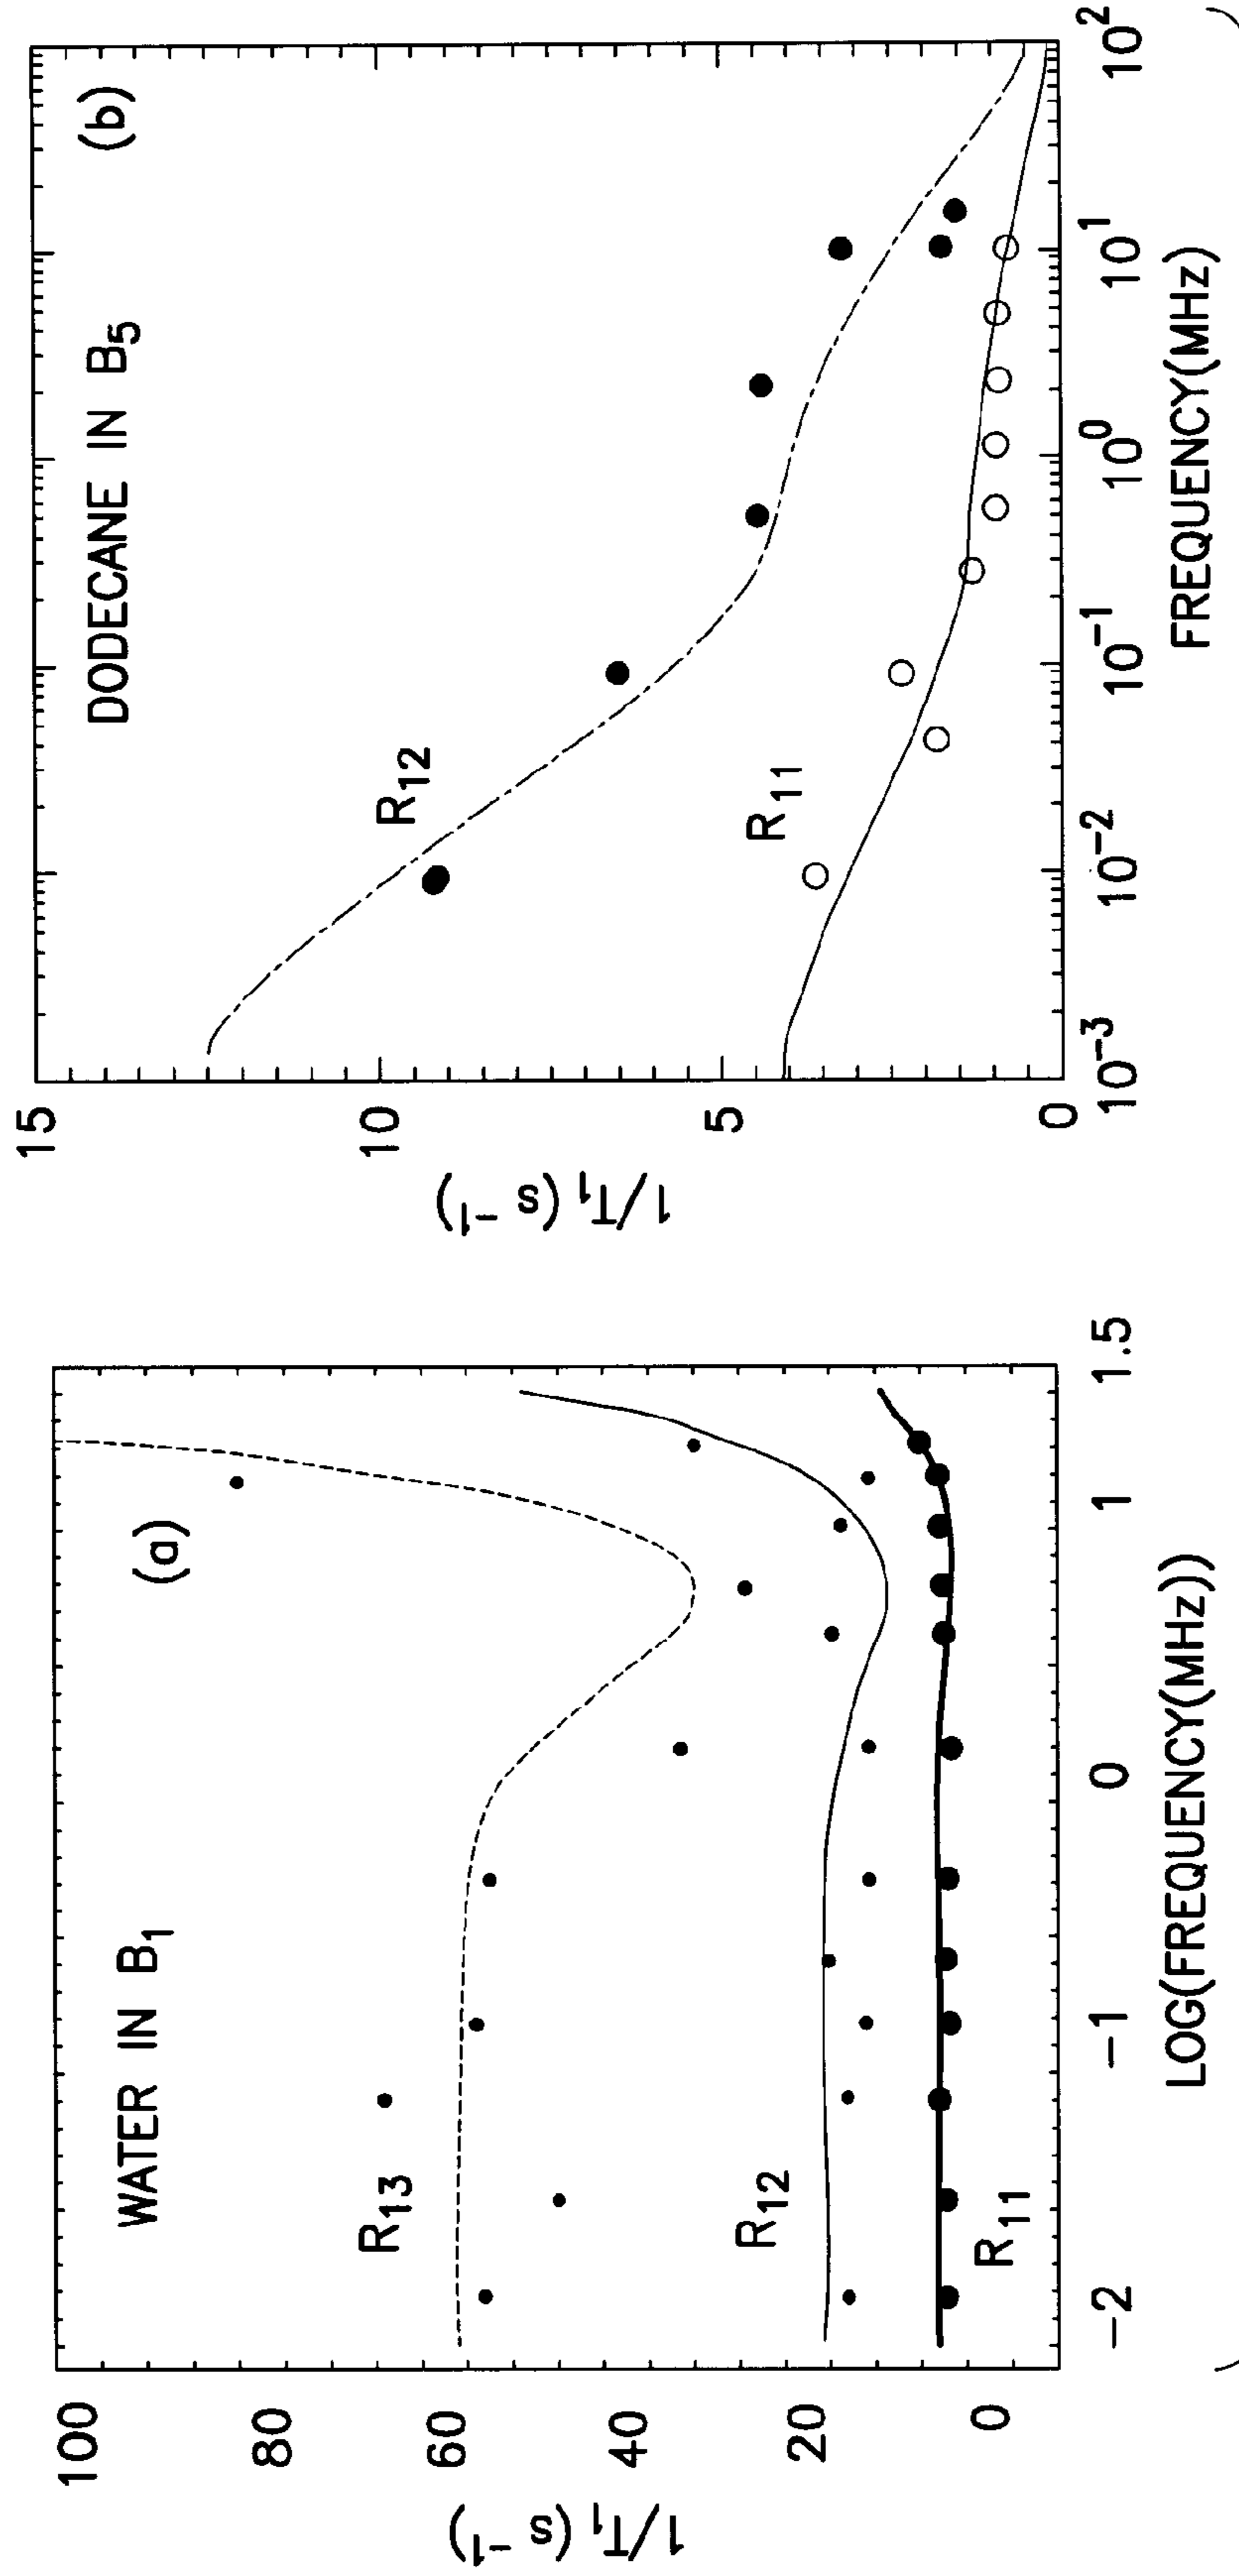 WATER IN B1
(a)
1/T1(s−1)
100
80
60
40
20
0
R13
R12
R11
−2
−1
0
1
1.5
LOG(FREQUENCY(MHz))
DODECANE IN B5
(b)
1/T1(s−1)
15
10
5
0
R12
R11
10−3
10−2
10−1
100
101
102
FREQUENCY(MHz)